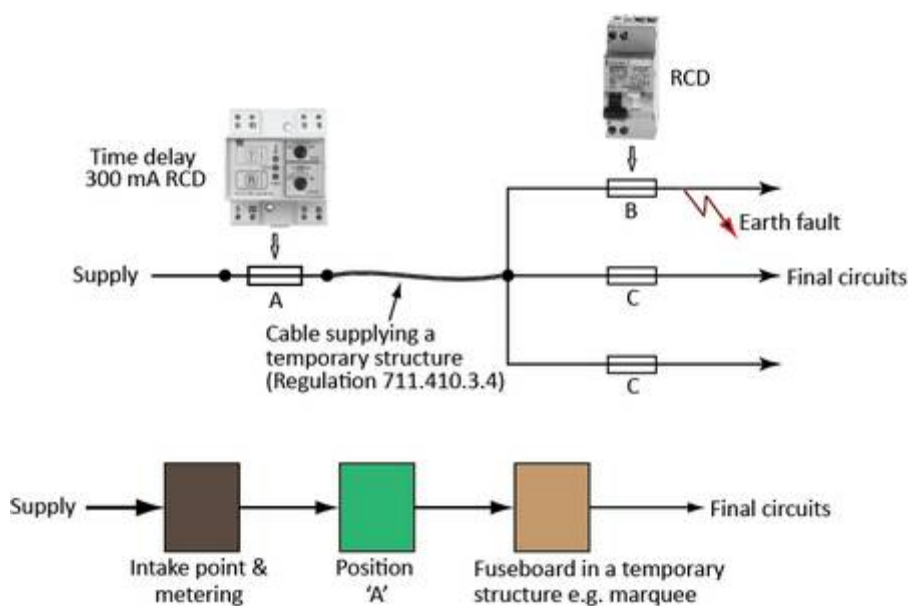 RCD
Time delay
300 mA RCD
B
Earth fault
Supply
A
C
Final circuits
Cable supplying a
temporary structure
(Regulation 711.410.3.4)
C
Supply
Final circuits
Intake point &
metering
Position
‘A’
Fuseboard in a temporary
structure e.g. marquee